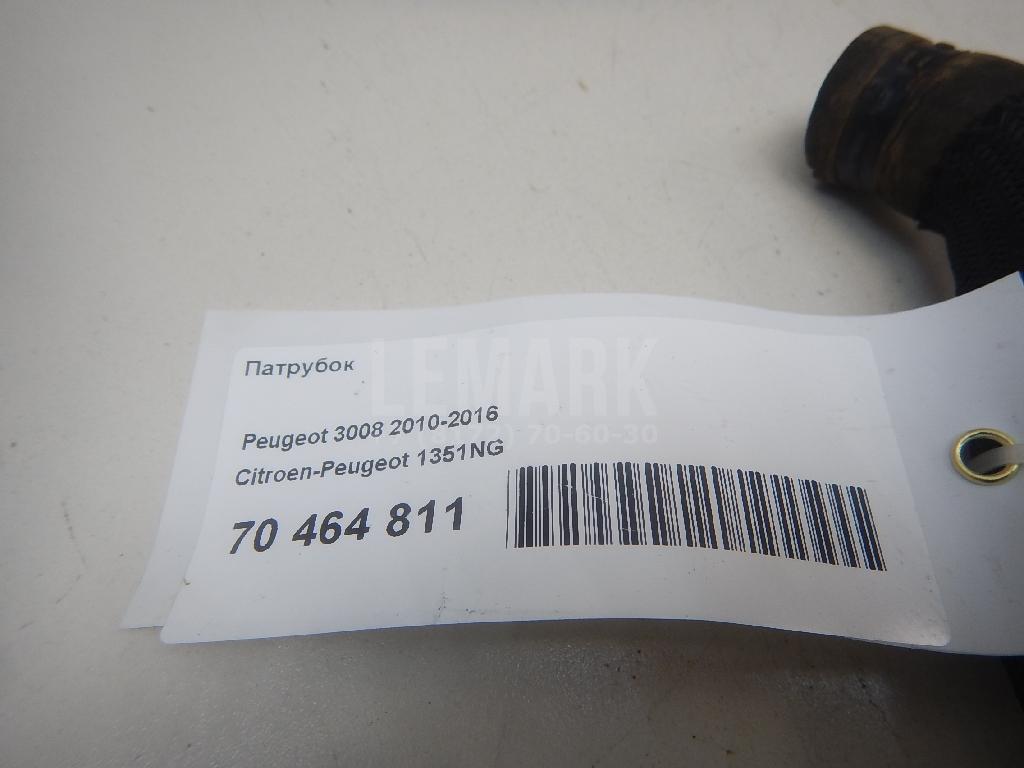 Патрубок
LEMARK
Peugeot 3008 2010-2016
70-60-30
Citroen-Peugeot 1351NG
70 464 811